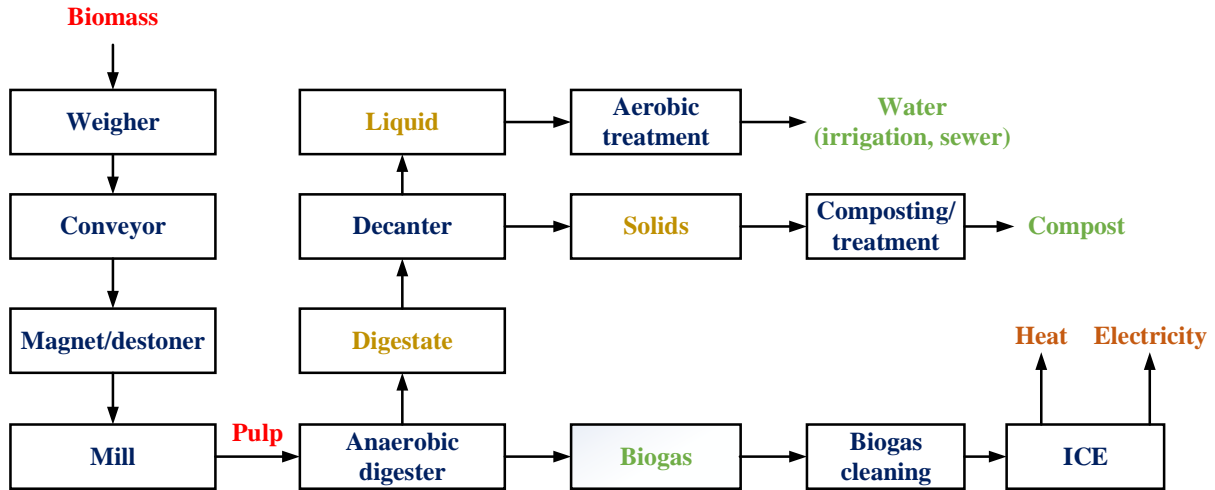 Biomass
Weigher
Conveyor
Magnet/destoner
Mill
Pulp
Anaerobic
digester
Digestate
Decanter
Liquid
Aerobic
treatment
Water
(irrigation, sewer)
Solids
Composting/
treatment
Compost
Biogas
Biogas
cleaning
ICE
Heat
Electricity